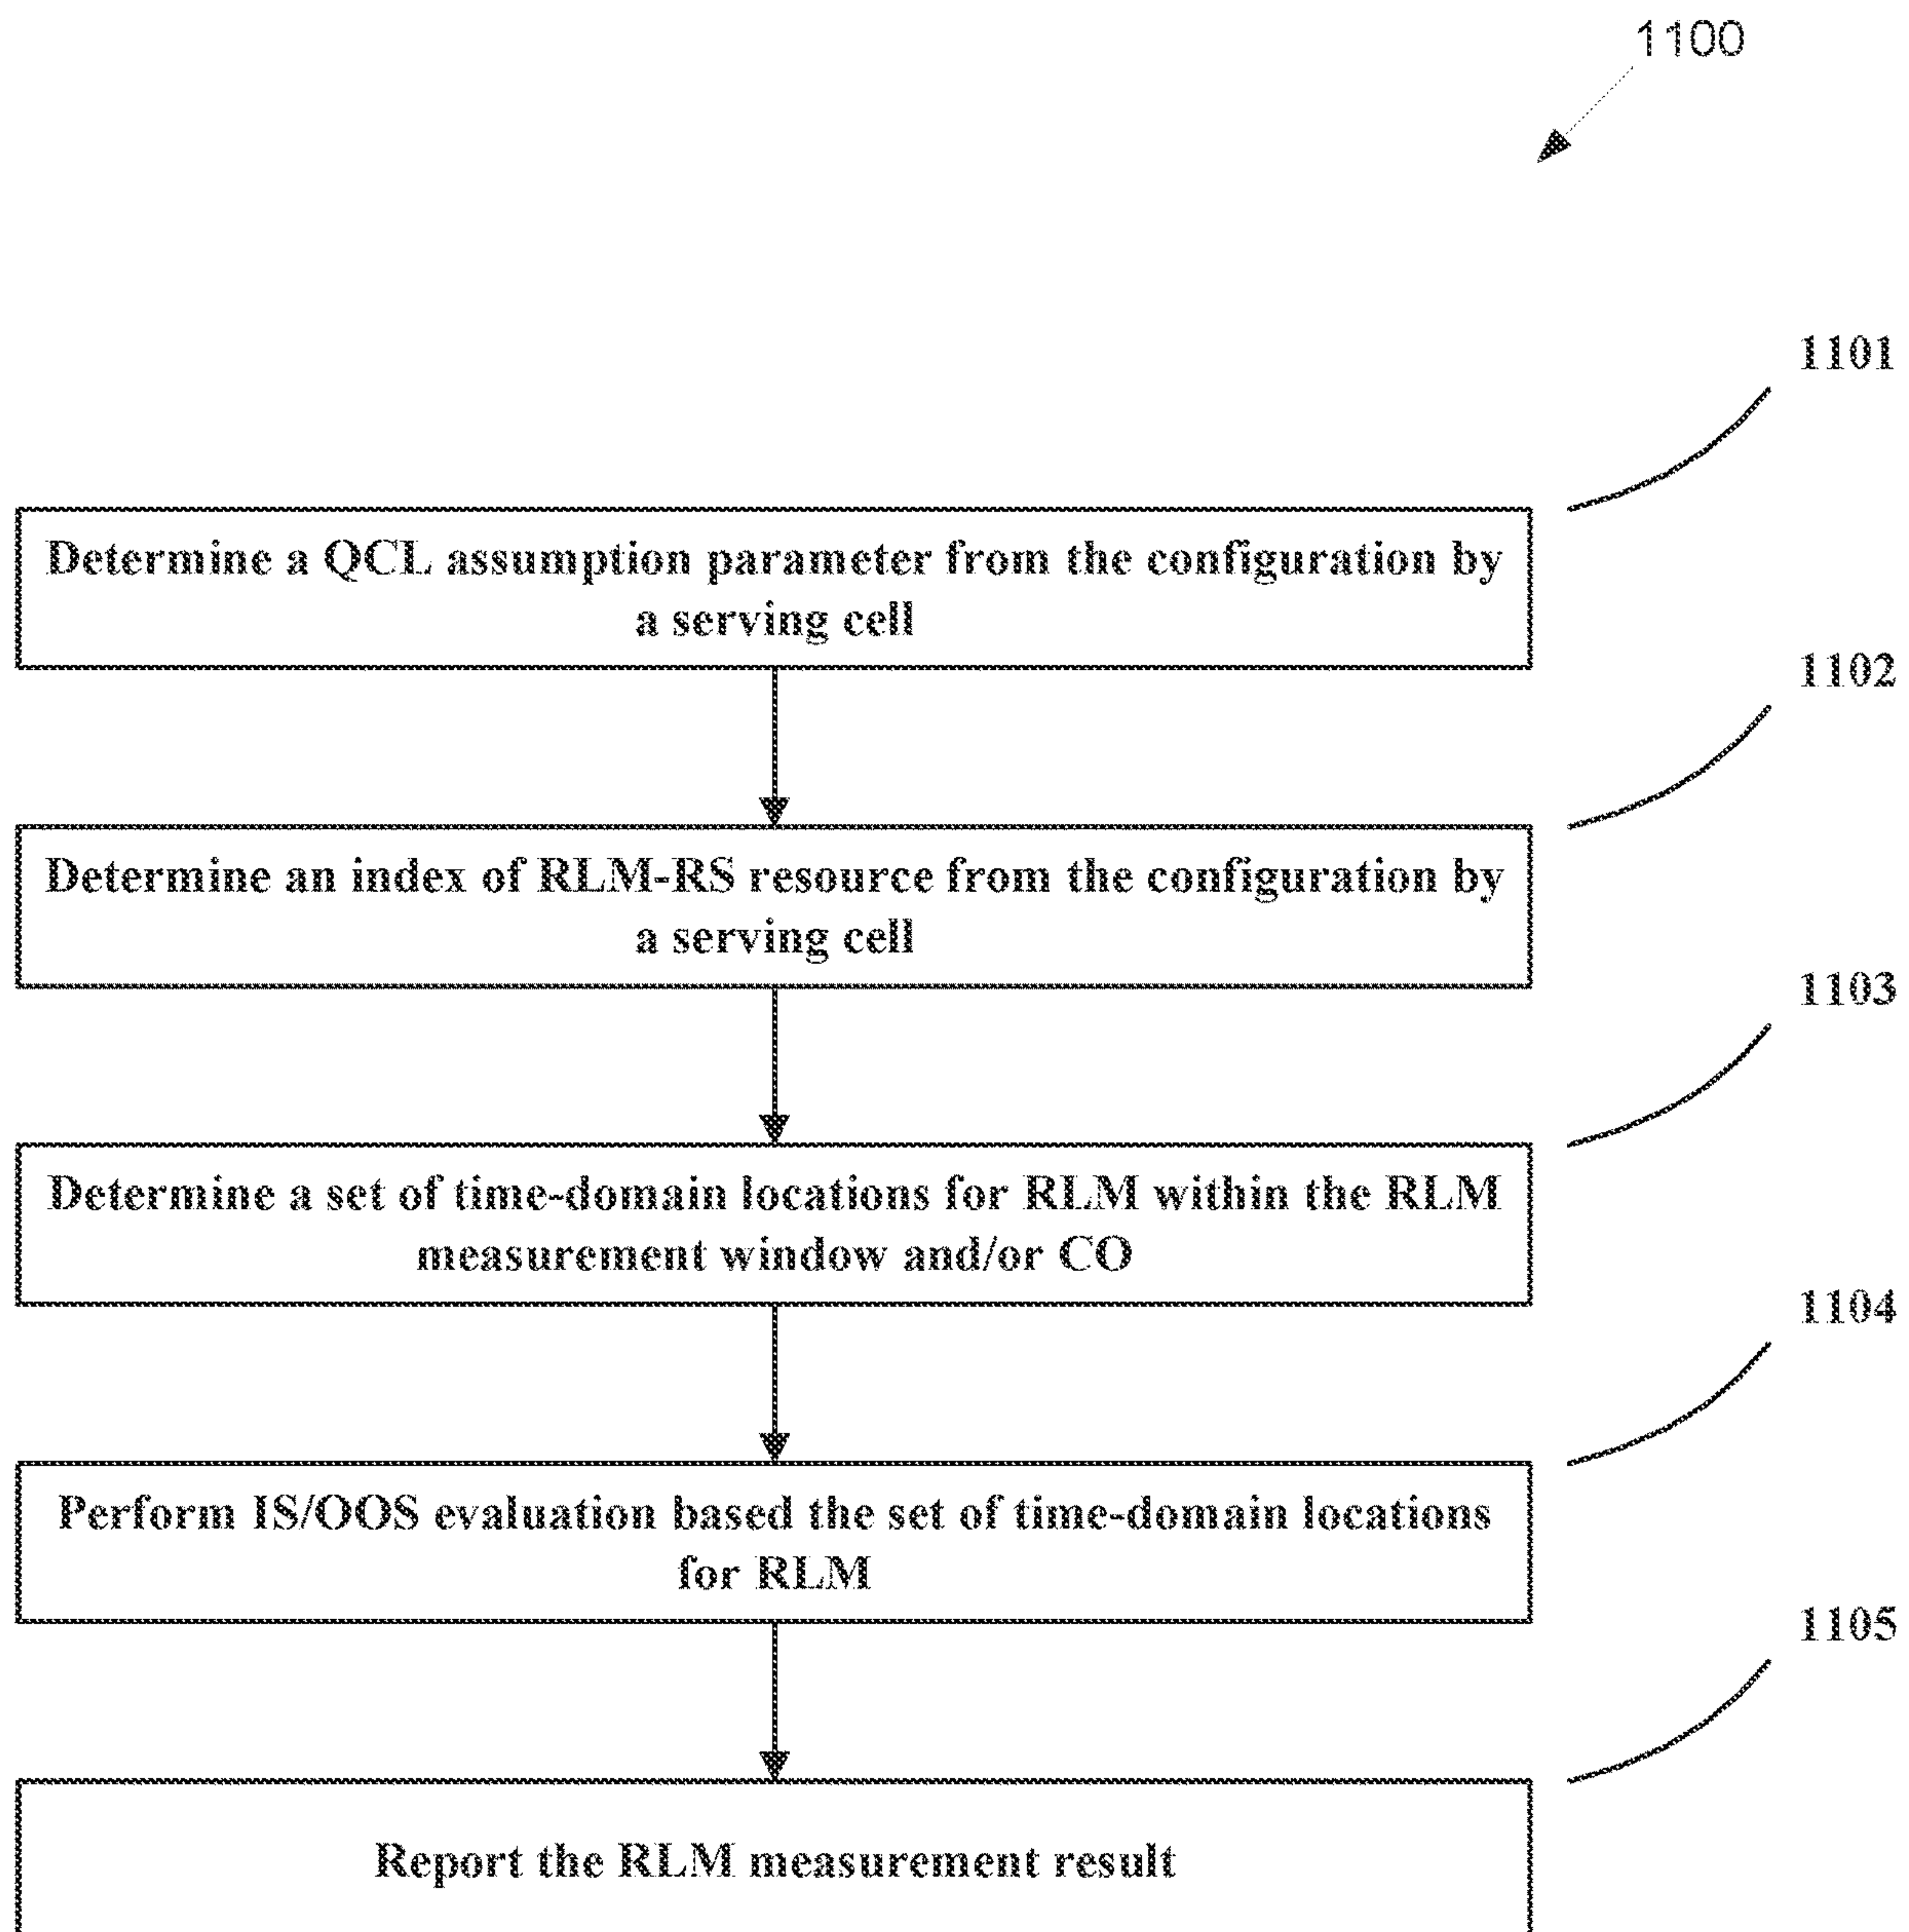 1100
1101
Determine a QCL assumption parameter from the configuration by
a serving cell
1102
Determine an index of RLM-RS resource from the configuration by
a serving cell
1103
Determine a set of time-domain locations for RLM within the RLM
measurement window and/or CO
1104
Perform IS/OOS evaluation based the set of time-domain locations
for RLM
1105
Report the RLM measurement result